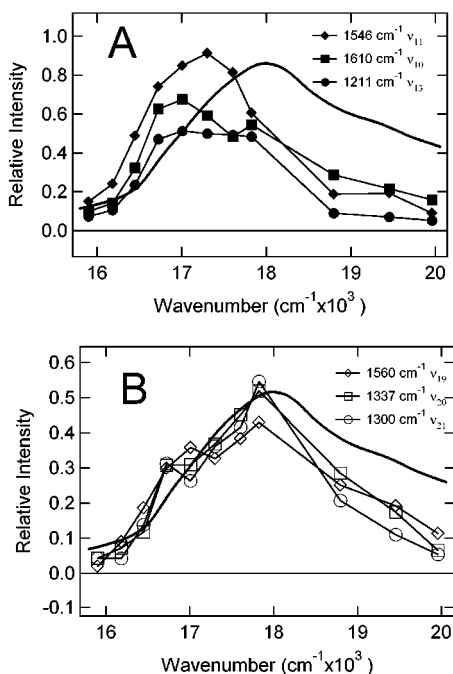 A
1546 cm⁻¹ ν₁₁
1610 cm⁻¹ ν₁₀
1211 cm⁻¹ ν₁₃
Relative Intensity
1.0
0.8
0.6
0.4
0.2
0.0
16 17 18 19 20
Wavenumber (cm⁻¹x10³)
B
1560 cm⁻¹ ν₁₉
1337 cm⁻¹ ν₂₀
1300 cm⁻¹ ν₂₁
Relative Intensity
0.6
0.5
0.4
0.3
0.2
0.1
0.0
-0.1
16 17 18 19 20
Wavenumber (cm⁻¹x10³)